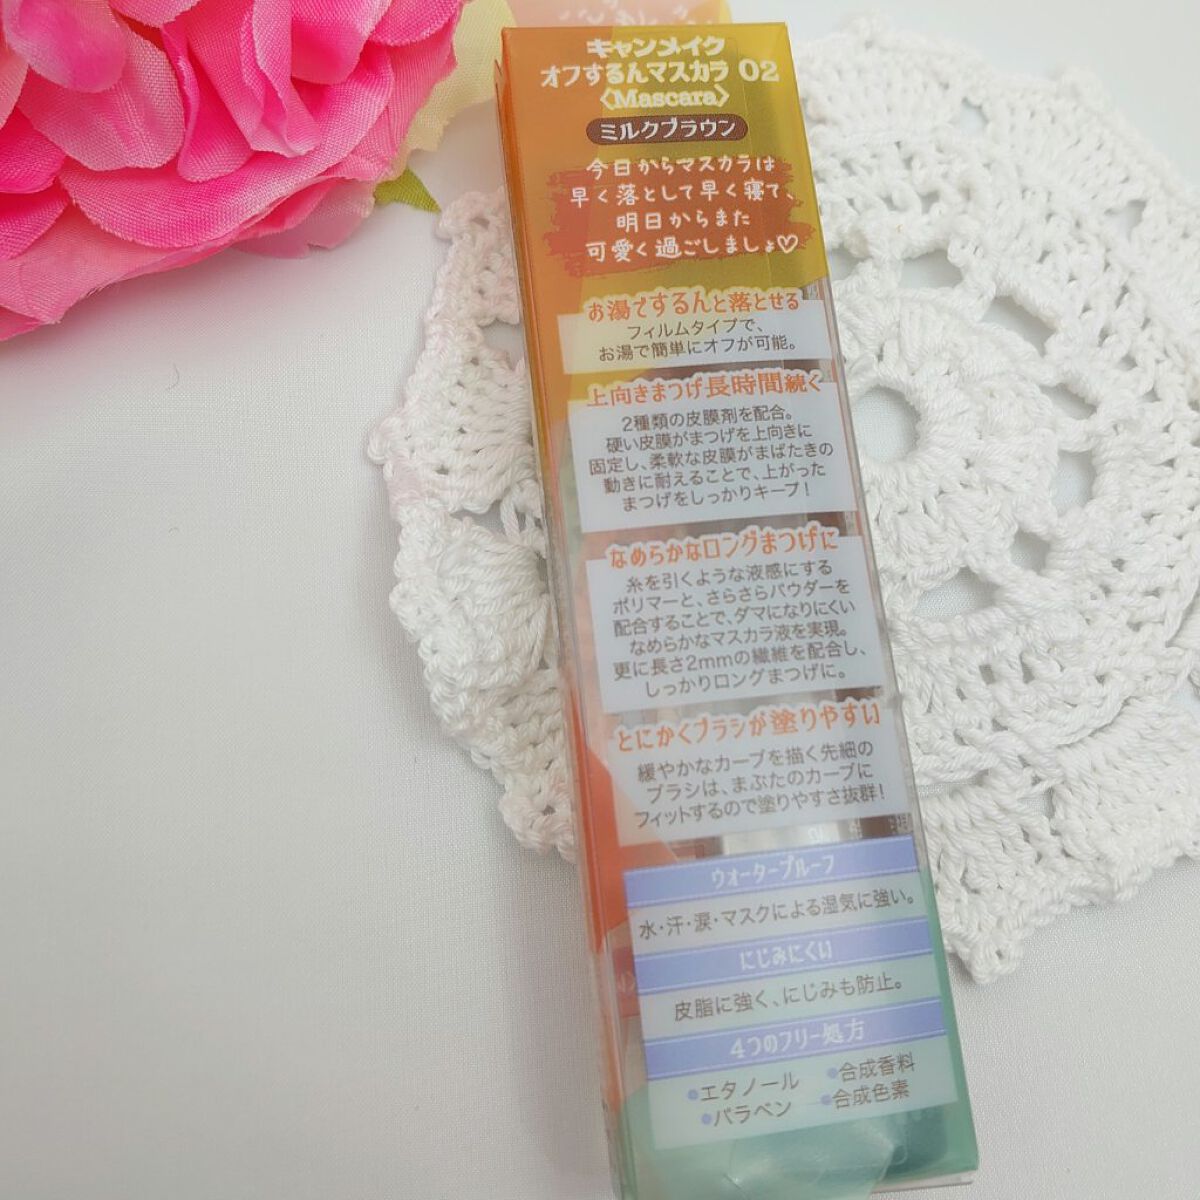 キャンメイク
オフするんマスカラ 02
〈Mascara〉
ミルクブラウン
今日からマスカラは
早く落として早く寝て、
明日からまた
可愛く過ごしましょ♡
お湯でするんと落とせる
フィルムタイプで、
お湯で簡単にオフが可能。
上向きまつげ長時間続く
2種類の皮膜剤を配合。
硬い皮膜がまつげを上向きに
固定し、柔軟な皮膜がまばたきの
動きに耐えることで、上がった
まつげをしっかりキープ!
なめらかなロングまつげに
糸を引くような液感にする
ポリマーと、さらさらパウダーを
配合することで、ダマになりにくい
なめらかなマスカラ液を実現。
更に長さ2mmの繊維を配合し、
しっかりロングまつげに。
とにかくブラシが塗りやすい
緩やかなカーブを描く先細の
ブラシは、まぶたのカーブに
フィットするので塗りやすさ抜群!
ウォータープルーフ
水・汗・涙・マスクによる湿気に強い。
にじみにくい
皮脂に強く、にじみも防止。
4つのフリー処方
●エタノール ●合成香料
●パラベン ●合成色素